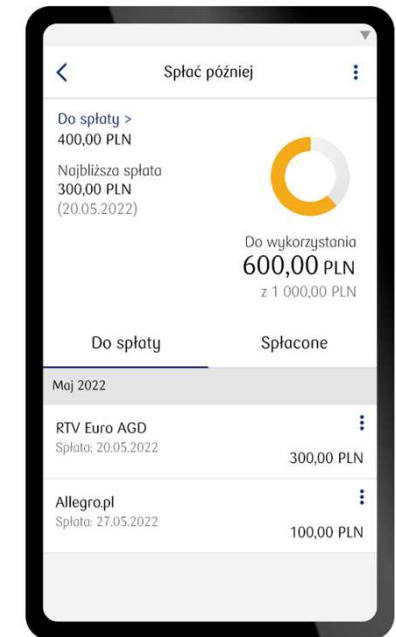 Spłać później
Do spłaty >
400,00 PLN
Najbliższa spłata
300,00 PLN
(20.05.2022)
Do wykorzystania
600,00 PLN
z 1 000,00 PLN
Do spłaty
Spłacone
Maj 2022
RTV Euro AGD
Spłata: 20.05.2022
300,00 PLN
Allegro.pl
Spłata: 27.05.2022
100,00 PLN